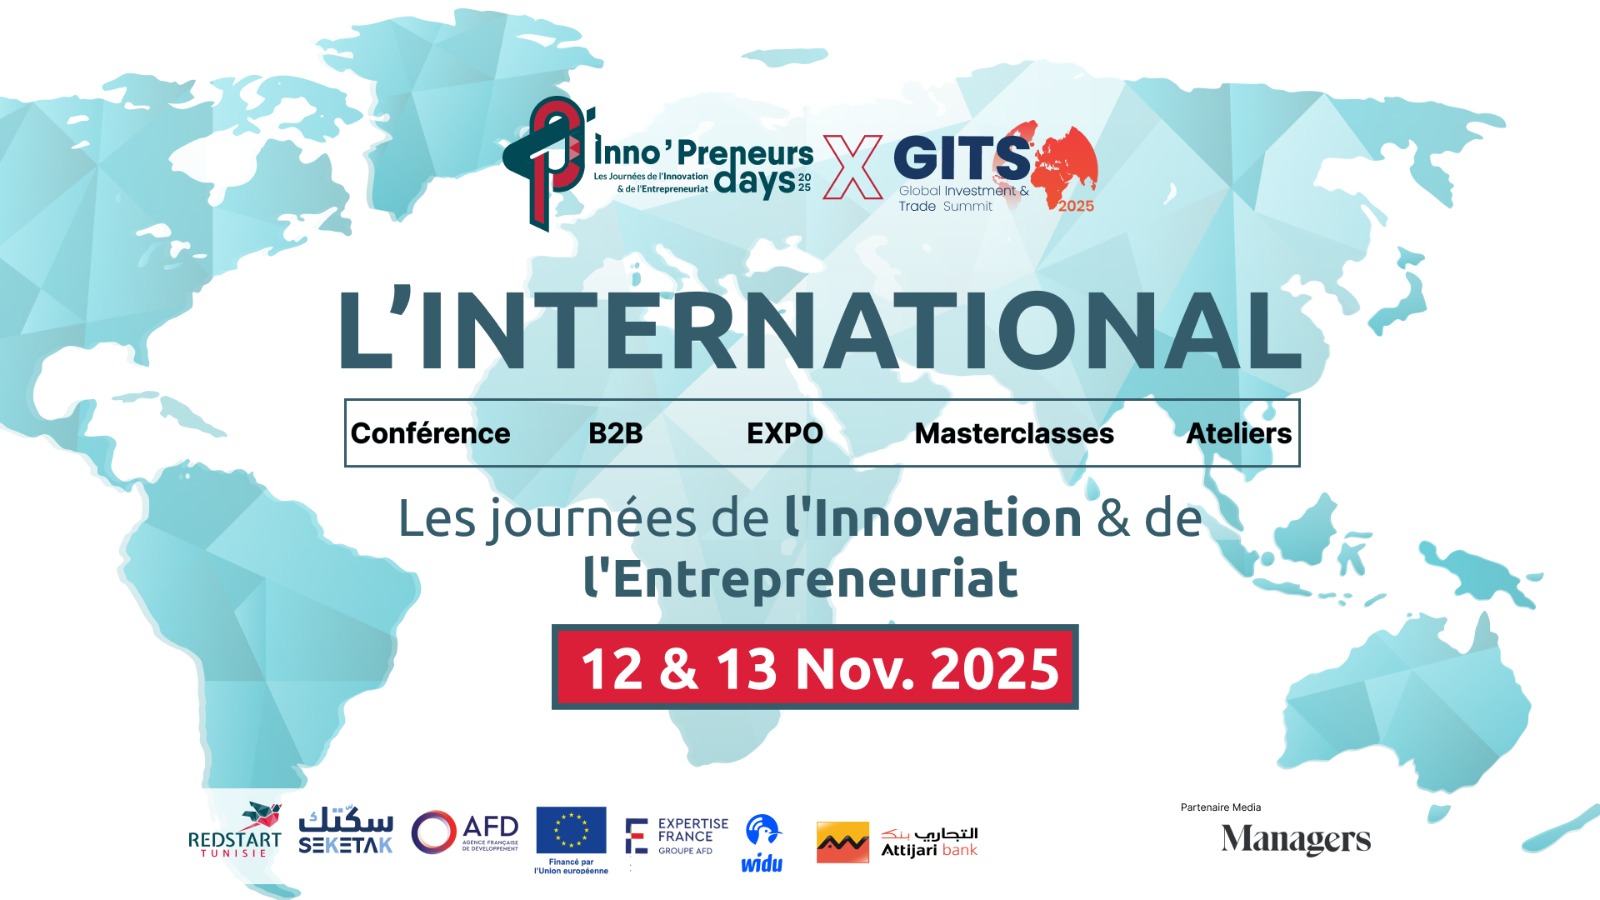 Inno'Preneurs
Les Journées de l'Innovation
& de l'Entrepreneuriat
days 2025
X
GITS
Global Investment &
Trade Summit
2025
L'INTERNATIONAL
Conférence B2B EXPO Masterclasses Ateliers
Les journées de l'Innovation & de
l'Entrepreneuriat
12 & 13 Nov. 2025
REDSTART
TUNISIE
سكّتك
SEKETAK
AFD
AGENCE FRANÇAISE
DE DÉVELOPPEMENT
Financé par
l'Union européenne
EXPERTISE
FRANCE
GROUPE AFD
widu
التجاري بنك
Attijari bank
Partenaire Media
Managers